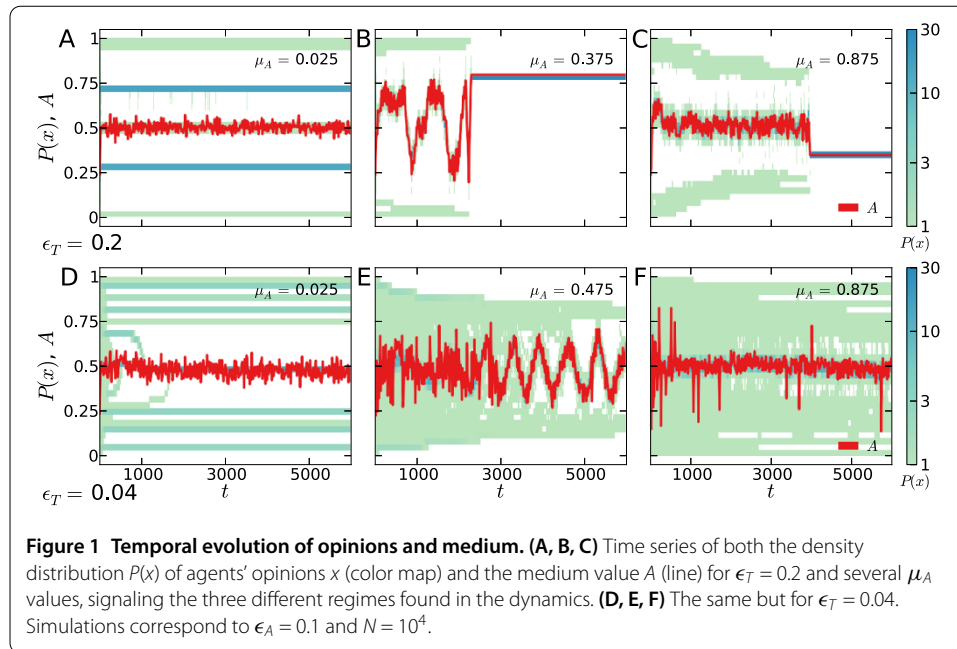 A
B
C
1
0.75
0.5
0.25
0
P(x), A
μ_A = 0.025
μ_A = 0.375
μ_A = 0.875
A
30
10
3
1
P(x)
ϵ_T = 0.2
D
E
F
1
0.75
0.5
0.25
0
P(x), A
μ_A = 0.025
μ_A = 0.475
μ_A = 0.875
A
30
10
3
1
P(x)
1000 3000 5000
1000 3000 5000
1000 3000 5000
t
t
t
ϵ_T = 0.04
Figure 1 Temporal evolution of opinions and medium. (A, B, C) Time series of both the density
distribution P(x) of agents’ opinions x (color map) and the medium value A (line) for ϵ_T = 0.2 and several μ_A
values, signaling the three different regimes found in the dynamics. (D, E, F) The same but for ϵ_T = 0.04.
Simulations correspond to ϵ_A = 0.1 and N = 10⁴.